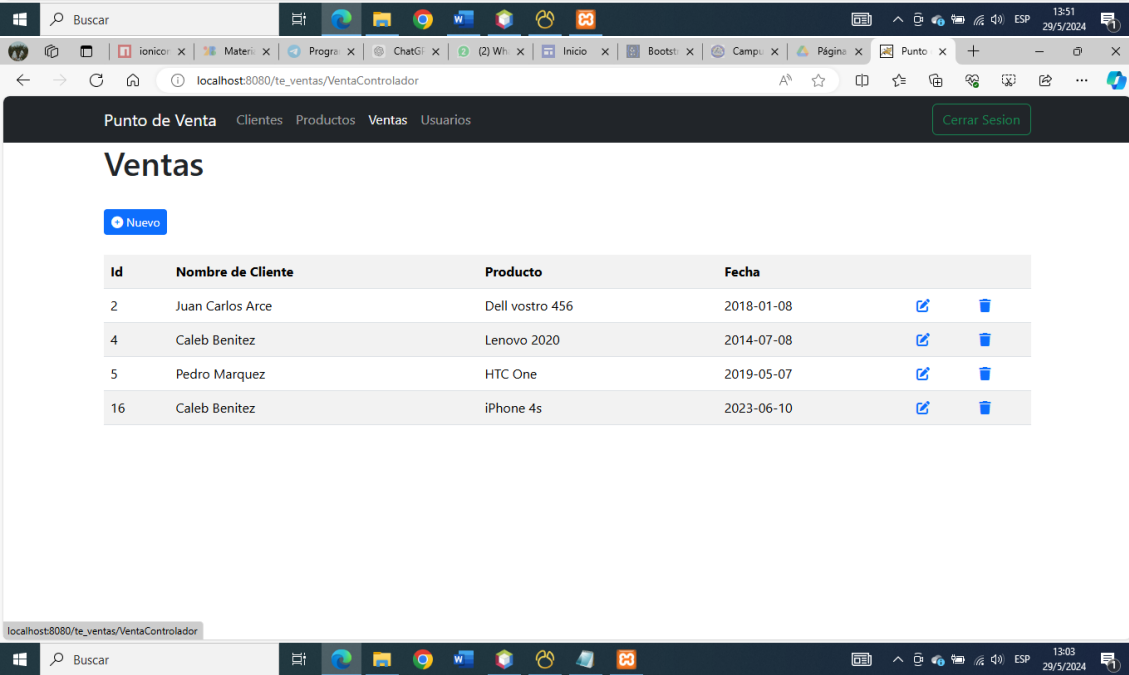 Buscar
ESP
13:51
29/5/2024
1
ionicor
Materi
Progra
ChatGF
(2) Wh
Inicio
Bootst
Campu
Página
Punto
localhost:8080/te_ventas/VentaControlador
Punto de Venta Clientes Productos Ventas Usuarios Cerrar Sesion
Ventas
Nuevo
Id Nombre de Cliente Producto Fecha
2 Juan Carlos Arce Dell vostro 456 2018-01-08
4 Caleb Benitez Lenovo 2020 2014-07-08
5 Pedro Marquez HTC One 2019-05-07
16 Caleb Benitez iPhone 4s 2023-06-10
localhost:8080/te_ventas/VentaControlador
Buscar
ESP
13:03
29/5/2024
1